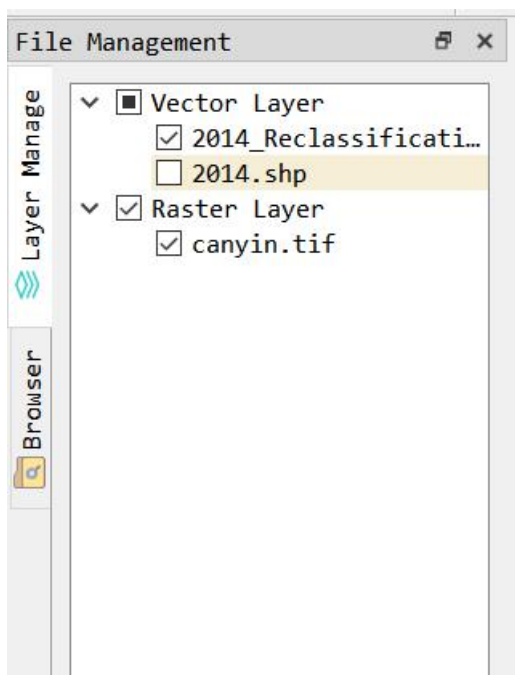 File Management
Layer Manage
Browser
Vector Layer
2014_Reclassificati…
2014.shp
Raster Layer
canyin.tif